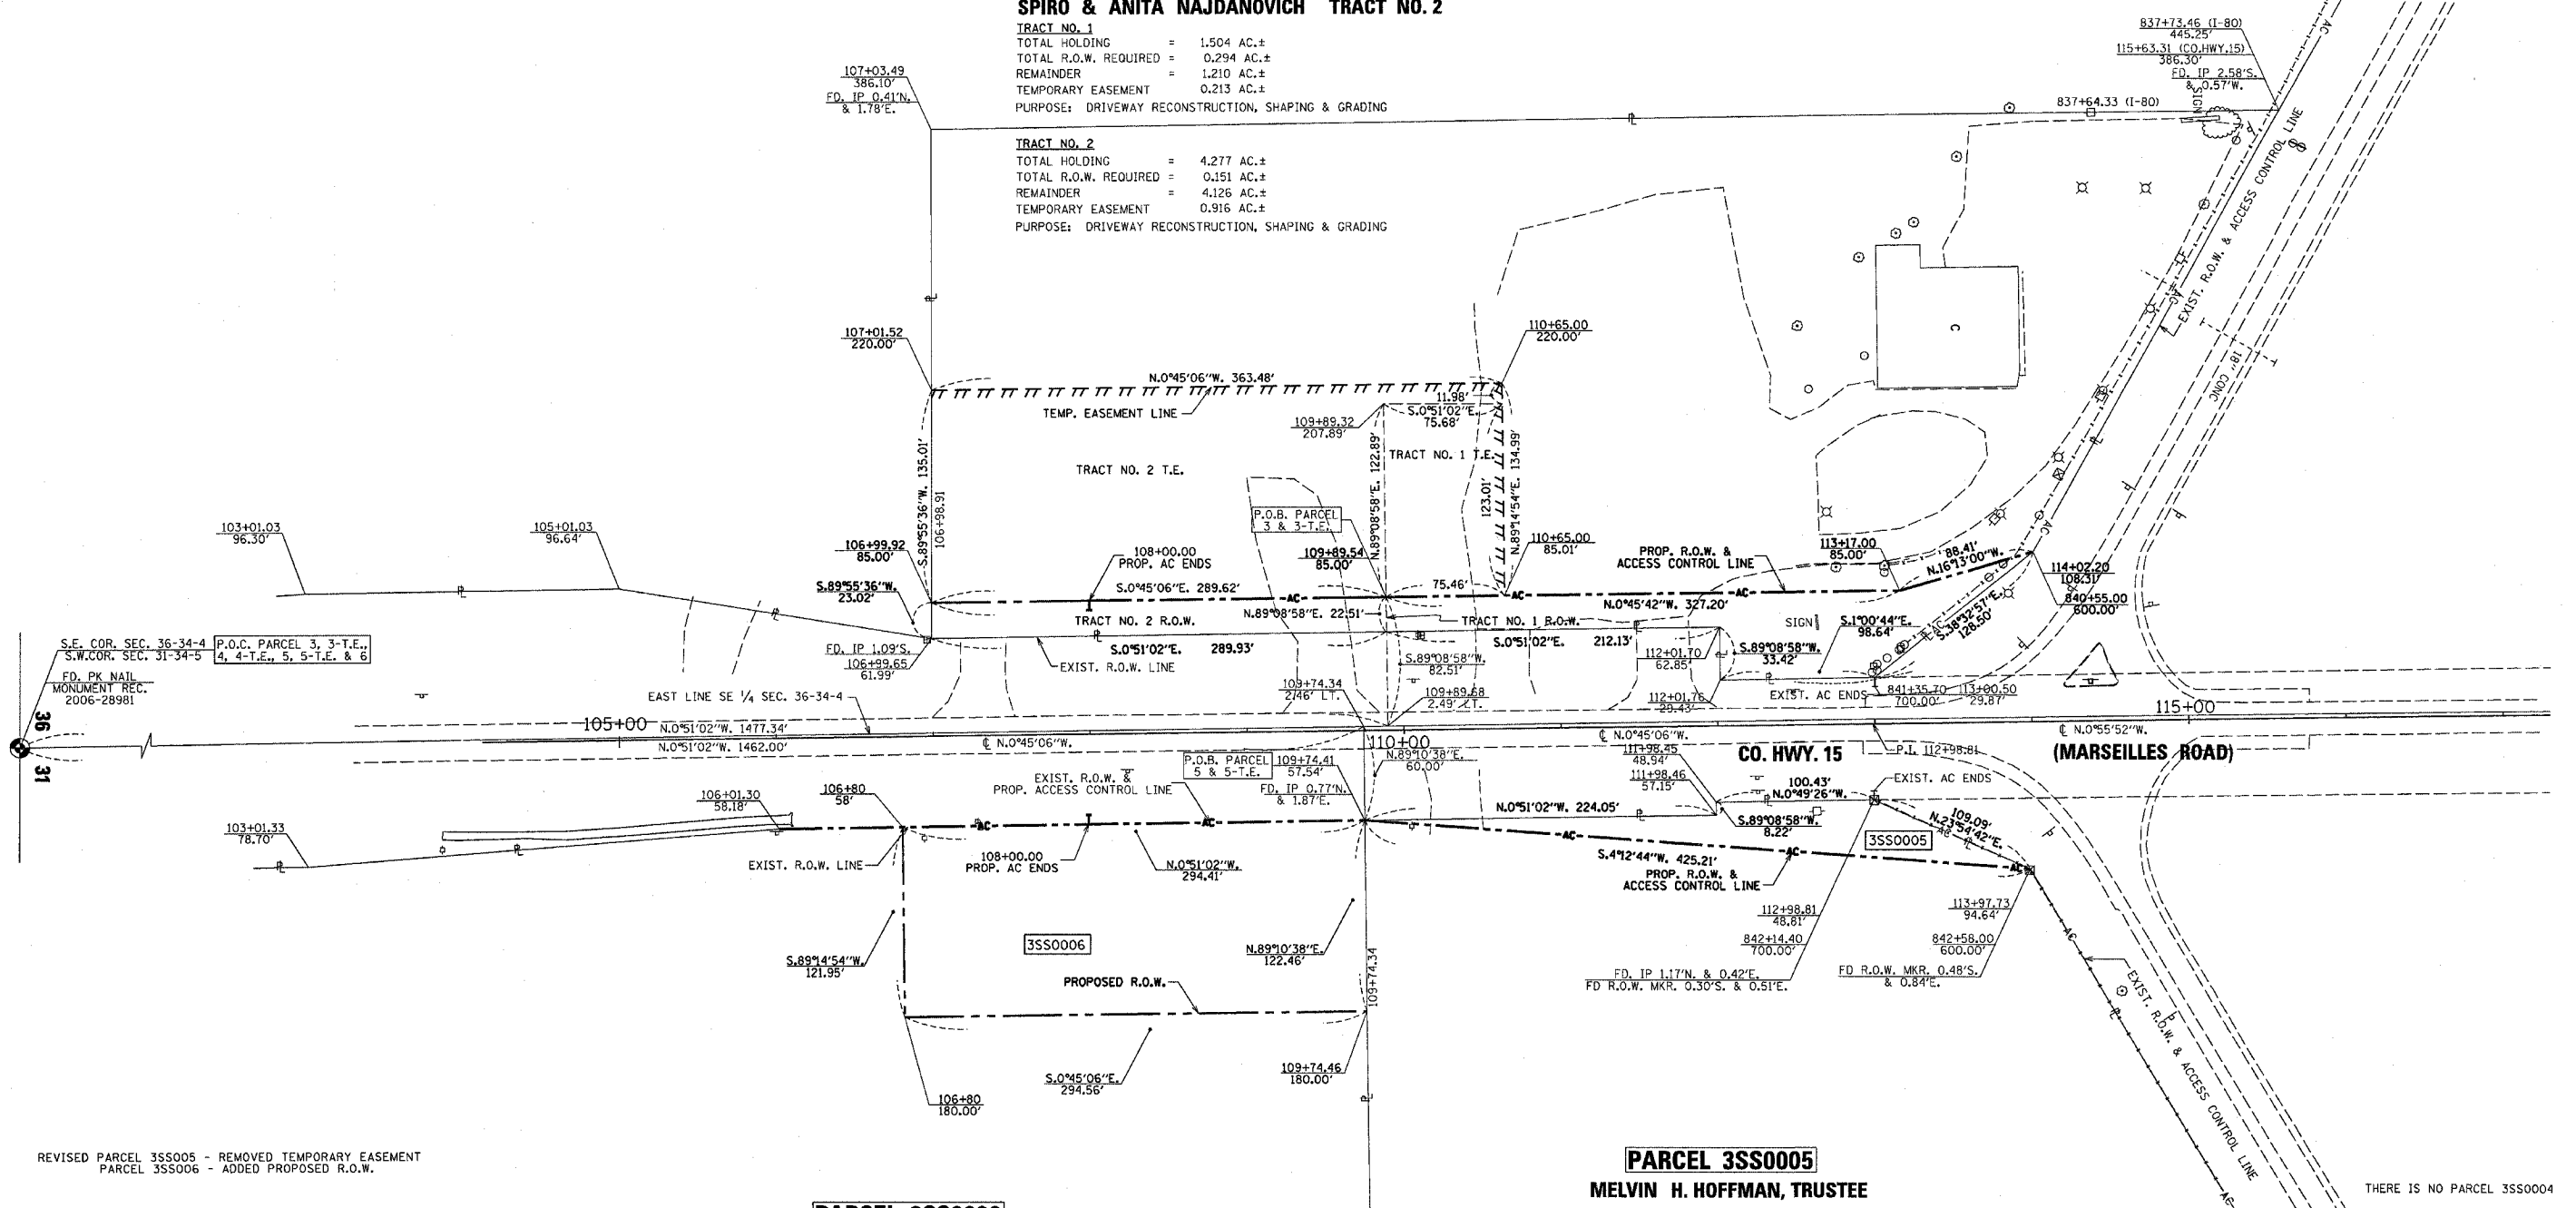 SPIRO & ANITA NAJDANOVICH TRACT NO. 2
TRACT NO. 1
TOTAL HOLDING = 1.504 AC.±
TOTAL R.O.W. REQUIRED = 0.294 AC.±
REMAINDER = 1.210 AC.±
TEMPORARY EASEMENT 0.213 AC.±
PURPOSE: DRIVEWAY RECONSTRUCTION, SHAPING & GRADING
TRACT NO. 2
TOTAL HOLDING = 4.277 AC.±
TOTAL R.O.W. REQUIRED = 0.151 AC.±
REMAINDER = 4.126 AC.±
TEMPORARY EASEMENT 0.916 AC.±
PURPOSE: DRIVEWAY RECONSTRUCTION, SHAPING & GRADING
107+03.49
386.10'
FD. IP 0.41'N.
& 1.78'E.
837+73.46 (I-80)
445.25'
115+63.31 (CO.HWY.15)
386.30'
FD. IP 2.58'S.
& 0.57'W.
SIGN
837+64.33 (I-80)
AC
EXIST. R.O.W. & ACCESS CONTROL LINE
18' CONC
107+01.52
220.00'
N.0°45'06"W. 363.48'
TEMP. EASEMENT LINE
110+65.00
220.00'
11.98'
S.0°51'02"E.
75.68'
109+89.32
207.89'
TRACT NO. 2 T.E.
TRACT NO. 1 T.E.
S.89°55'36"W. 135.01'
106+98.91
N.89°08'58"E. 122.89'
123.01'
N.89°14'54"E. 134.99'
P.O.B. PARCEL
3 & 3-T.E.
103+01.03
96.30'
105+01.03
96.64'
106+99.92
85.00'
108+00.00
PROP. AC ENDS
109+89.54
85.00'
110+65.00
85.01'
PROP. R.O.W. &
ACCESS CONTROL LINE
113+17.00
85.00'
88.41'
N.16°13'00"W.
114+02.20
108.31'
840+55.00
600.00'
S.89°55'36"W.
23.02'
S.0°45'06"E. 289.62'
AC
75.46'
AC
AC
N.0°45'42"W. 327.20'
N.89°08'58"E. 22.51'
TRACT NO. 2 R.O.W.
TRACT NO. 1 R.O.W.
SIGN
S.1°00'44"E.
98.64'
S.38°32'57"E.
128.50'
AC
S.E. COR. SEC. 36-34-4
S.W.COR. SEC. 31-34-5
P.O.C. PARCEL 3, 3-T.E.,
4, 4-T.E., 5, 5-T.E. & 6
FD. PK NAIL
MONUMENT REC.
2006-28981
FD. IP 1.09'S.
106+99.65
61.99'
S.0°51'02"E. 289.93'
EXIST. R.O.W. LINE
S.0°51'02"E. 212.13'
S.89°08'58"W.
82.51'
112+01.70
62.85'
S.89°08'58"W.
33.42'
36
31
EAST LINE SE 1/4 SEC. 36-34-4
109+74.34
2.46' LT.
109+89.68
2.49' LT.
112+01.76
29.43'
EXIST. AC ENDS
841+35.70
700.00'
113+00.50
29.87'
105+00
N.0°51'02"W. 1477.34'
N.0°51'02"W. 1462.00'
℄ N.0°45'06"W.
110+00
℄ N.0°45'06"W.
115+00
℄ N.0°55'52"W.
CO. HWY. 15
P.I. 112+98.81
(MARSEILLES ROAD)
P.O.B. PARCEL
5 & 5-T.E.
109+74.41
57.54'
FD. IP 0.77'N.
& 1.87'E.
N.89°10'38"E.
60.00'
111+98.45
48.94'
111+98.46
57.15'
100.43'
N.0°49'26"W.
EXIST. AC ENDS
106+01.30
58.18'
106+80
58'
EXIST. R.O.W. &
PROP. ACCESS CONTROL LINE
AC
AC
N.0°51'02"W. 224.05'
S.89°08'58"W.
8.22'
109.09'
N.23°54'42"E.
AC
103+01.33
78.70'
EXIST. R.O.W. LINE
108+00.00
PROP. AC ENDS
N.0°51'02"W.
294.41'
AC
S.4°12'44"W. 425.21'
AC
AC
PROP. R.O.W. &
ACCESS CONTROL LINE
3SS0005
3SS0006
S.89°14'54"W.
121.95'
N.89°10'38"E.
122.46'
109+74.34
PROPOSED R.O.W.
112+98.81
48.81'
842+14.40
700.00'
FD. IP 1.17'N. & 0.42'E.
FD R.O.W. MKR. 0.30'S. & 0.51'E.
113+97.73
94.64'
842+58.00
600.00'
FD R.O.W. MKR. 0.48'S.
& 0.84'E.
AC
EXIST. R.O.W. & ACCESS CONTROL LINE
AC
S.0°45'06"E.
294.56'
109+74.46
180.00'
106+80
180.00'
REVISED PARCEL 3SS005 - REMOVED TEMPORARY EASEMENT
PARCEL 3SS006 - ADDED PROPOSED R.O.W.
PARCEL 3SS0005
MELVIN H. HOFFMAN, TRUSTEE
THERE IS NO PARCEL 3SS0004